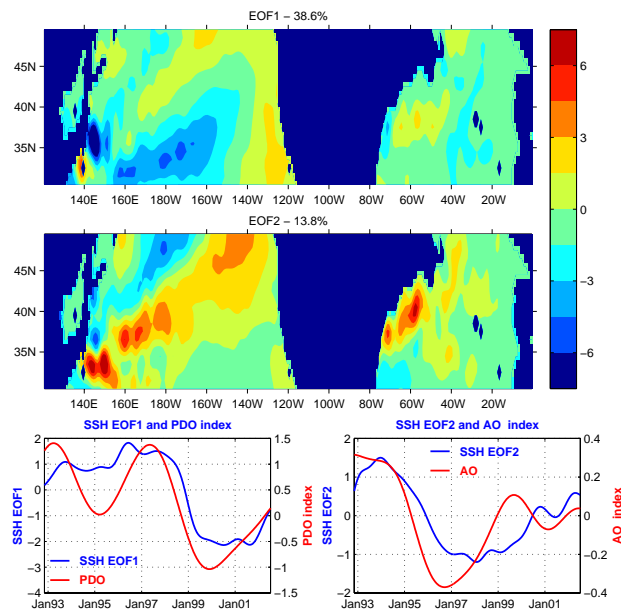 EOF1 − 38.6%
45N
40N
35N
140E 160E 180W 160W 140W 120W 100W 80W 60W 40W 20W
EOF2 − 13.8%
45N
40N
35N
140E 160E 180W 160W 140W 120W 100W 80W 60W 40W 20W
6
3
0
−3
−6
SSH EOF1 and PDO index
2
1
0
−1
−2
−3
−4
SSH EOF1
1.5
1
0.5
0
−0.5
−1
−1.5
PDO index
SSH EOF1
PDO
Jan93 Jan95 Jan97 Jan99 Jan01
SSH EOF2 and AO index
2
1
0
−1
−2
SSH EOF2
0.4
0.2
0
−0.2
−0.4
AO index
SSH EOF2
AO
Jan93 Jan95 Jan97 Jan99 Jan01